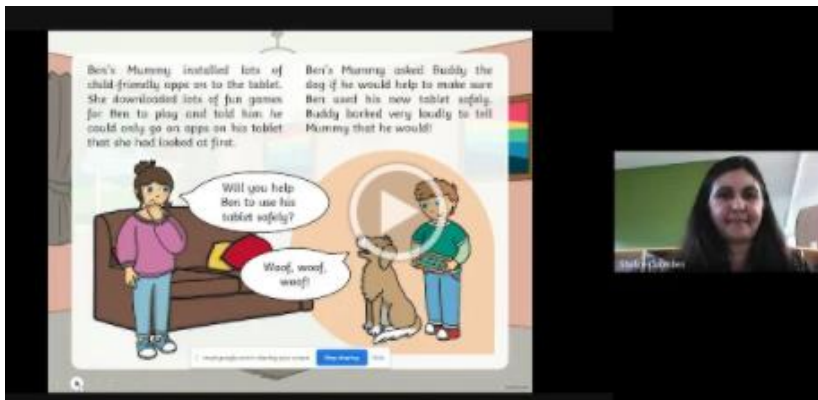 Ben's Mummy installed lots of
child-friendly apps on to the tablet.
She downloaded lots of fun games
for Ben to play and told him he
could only go on apps on his tablet
that she had looked at first.
Ben's Mummy asked Buddy the
dog if he would help to make sure
Ben used his new tablet safely.
Buddy barked very loudly to tell
Mummy that he would!
Will you help
Ben to use his
tablet safely?
Woof, woof,
woof!
Stop sharing
Hide